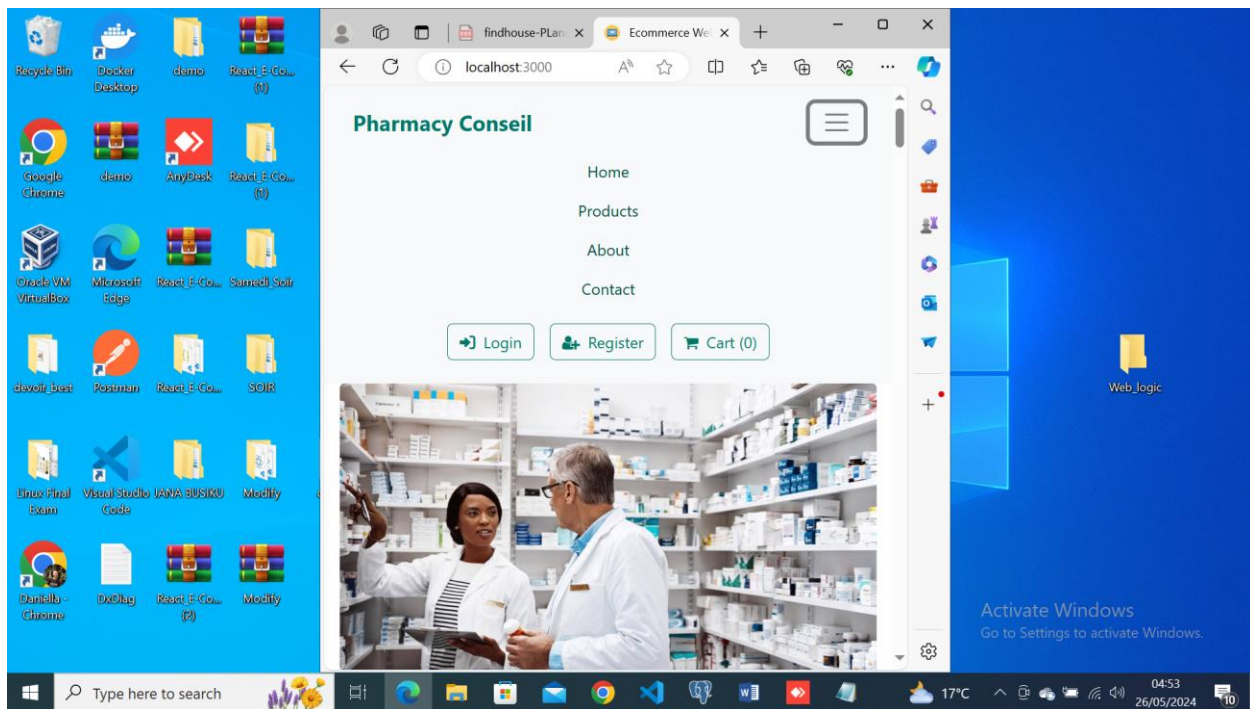 Recycle Bin
Docker Desktop
demo
React_E-Co... (1)
Google Chrome
demo
AnyDesk
React_E-Co... (1)
Oracle VM VirtualBox
Microsoft Edge
React_E-Co...
Samedi_Soir
devoir_best
Postman
React_E-Co...
SOIR
Linux Final Exam
Visual Studio Code
JANA BUSIKU
Modify
Daniella - Chrome
DxDiag
React_E-Co... (2)
Modify
findhouse-PLan
Ecommerce We
localhost:3000
Pharmacy Conseil
Home
Products
About
Contact
Login
Register
Cart (0)
Web_logic
Activate Windows
Go to Settings to activate Windows.
Type here to search
17°C
04:53
26/05/2024
10